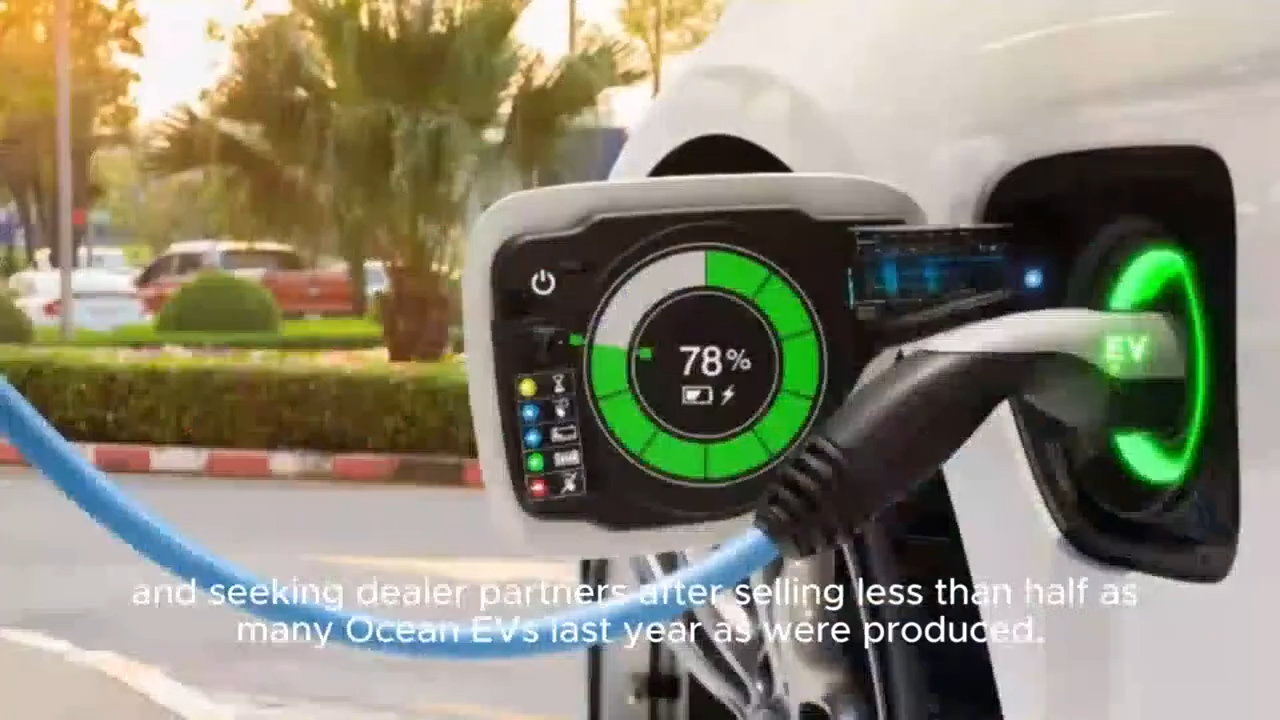 78%
EV
and seeking dealer partners after selling less than half as
many Ocean EVs last year as were produced.